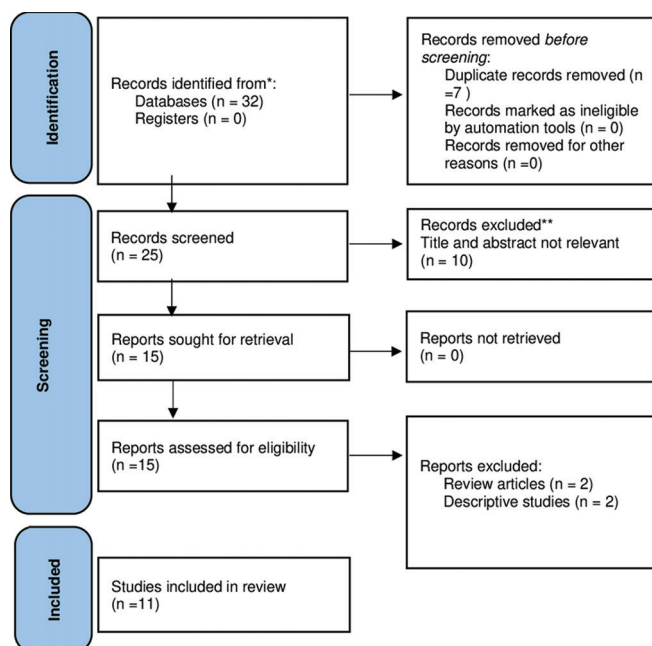 Identification
Records identified from*:
Databases (n = 32)
Registers (n = 0)
Records removed before
screening:
Duplicate records removed (n
=7 )
Records marked as ineligible
by automation tools (n = 0)
Records removed for other
reasons (n =0)
Screening
Records screened
(n = 25)
Records excluded**
Title and abstract not relevant
(n = 10)
Reports sought for retrieval
(n = 15)
Reports not retrieved
(n = 0)
Reports assessed for eligibility
(n =15)
Reports excluded:
Review articles (n = 2)
Descriptive studies (n = 2)
Included
Studies included in review
(n =11)